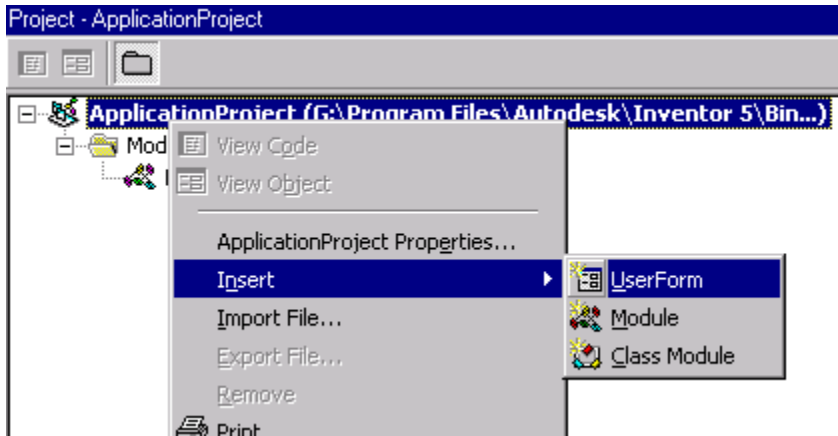 Project - ApplicationProject
ApplicationProject (G:\Program Files\Autodesk\Inventor 5\Bin...)
Mod
View Code
View Object
ApplicationProject Properties...
Insert
UserForm
Import File...
Module
Export File...
Class Module
Remove
Print